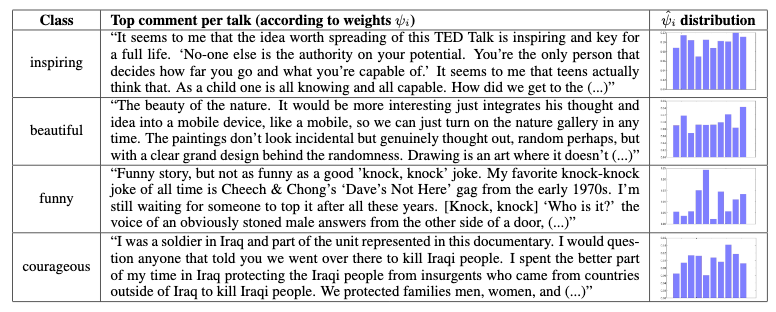 Class Top comment per talk (according to weights ψi) ψ̂i distribution
inspiring
“It seems to me that the idea worth spreading of this TED Talk is inspiring and key for
a full life. ‘No-one else is the authority on your potential. You’re the only person that
decides how far you go and what you’re capable of.’ It seems to me that teens actually
think that. As a child one is all knowing and all capable. How did we get to the (...)”
beautiful
“The beauty of the nature. It would be more interesting just integrates his thought and
idea into a mobile device, like a mobile, so we can just turn on the nature gallery in any
time. The paintings don’t look incidental but genuinely thought out, random perhaps, but
with a clear grand design behind the randomness. Drawing is an art where it doesn’t (...)”
funny
“Funny story, but not as funny as a good ’knock, knock’ joke. My favorite knock-knock
joke of all time is Cheech & Chong’s ‘Dave’s Not Here’ gag from the early 1970s. I’m
still waiting for someone to top it after all these years. [Knock, knock] ‘Who is it?’ the
voice of an obviously stoned male answers from the other side of a door, (...)”
courageous
“I was a soldier in Iraq and part of the unit represented in this documentary. I would ques-
tion anyone that told you we went over there to kill Iraqi people. I spent the better part
of my time in Iraq protecting the Iraqi people from insurgents who came from countries
outside of Iraq to kill Iraqi people. We protected families men, women, and (...)”